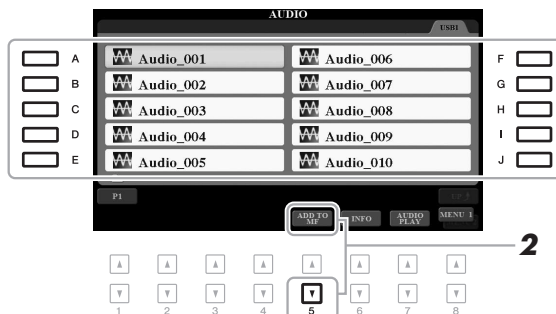 AUDIO
USB1
A Audio_001 Audio_006 F
B Audio_002 Audio_007 G
C Audio_003 Audio_008 H
D Audio_004 Audio_009 I
E Audio_005 Audio_010 J
P1
ADD TO MF INFO AUDIO PLAY MENU 1
2
1 2 3 4 5 6 7 8